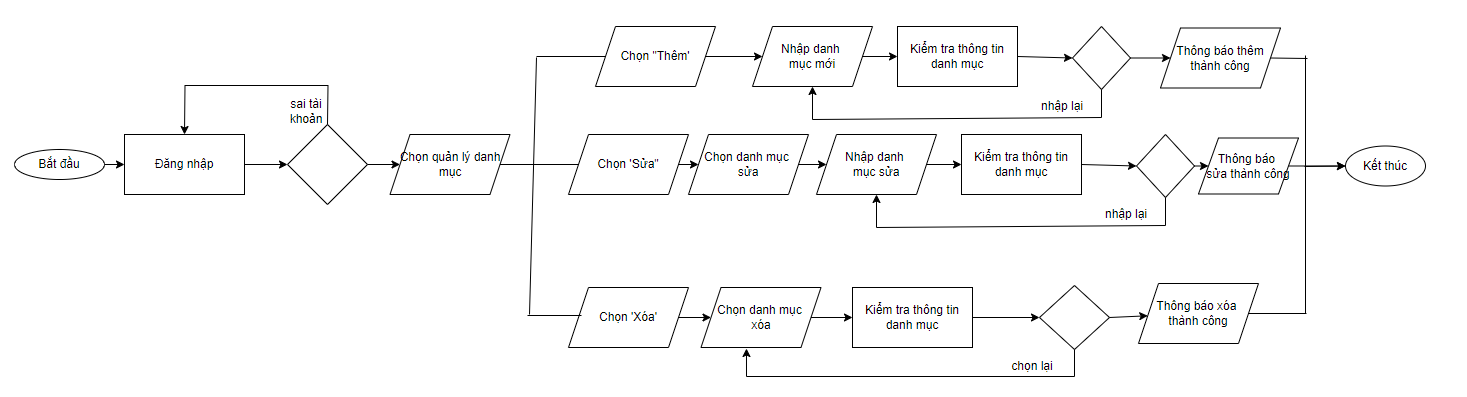 Chọn "Thêm'
Nhập danh
mục mới
Kiểm tra thông tin
danh mục
Thông báo thêm
thành công
nhập lại
sai tài
khoản
Bắt đầu
Đăng nhập
Chọn quản lý danh
mục
Chọn 'Sửa"
Chọn danh mục
sửa
Nhập danh
mục sửa
Kiểm tra thông tin
danh mục
Thông báo
sửa thành công
Kết thúc
nhập lại
Chọn 'Xóa'
Chọn danh mục
xóa
Kiểm tra thông tin
danh mục
Thông báo xóa
thành công
chọn lại